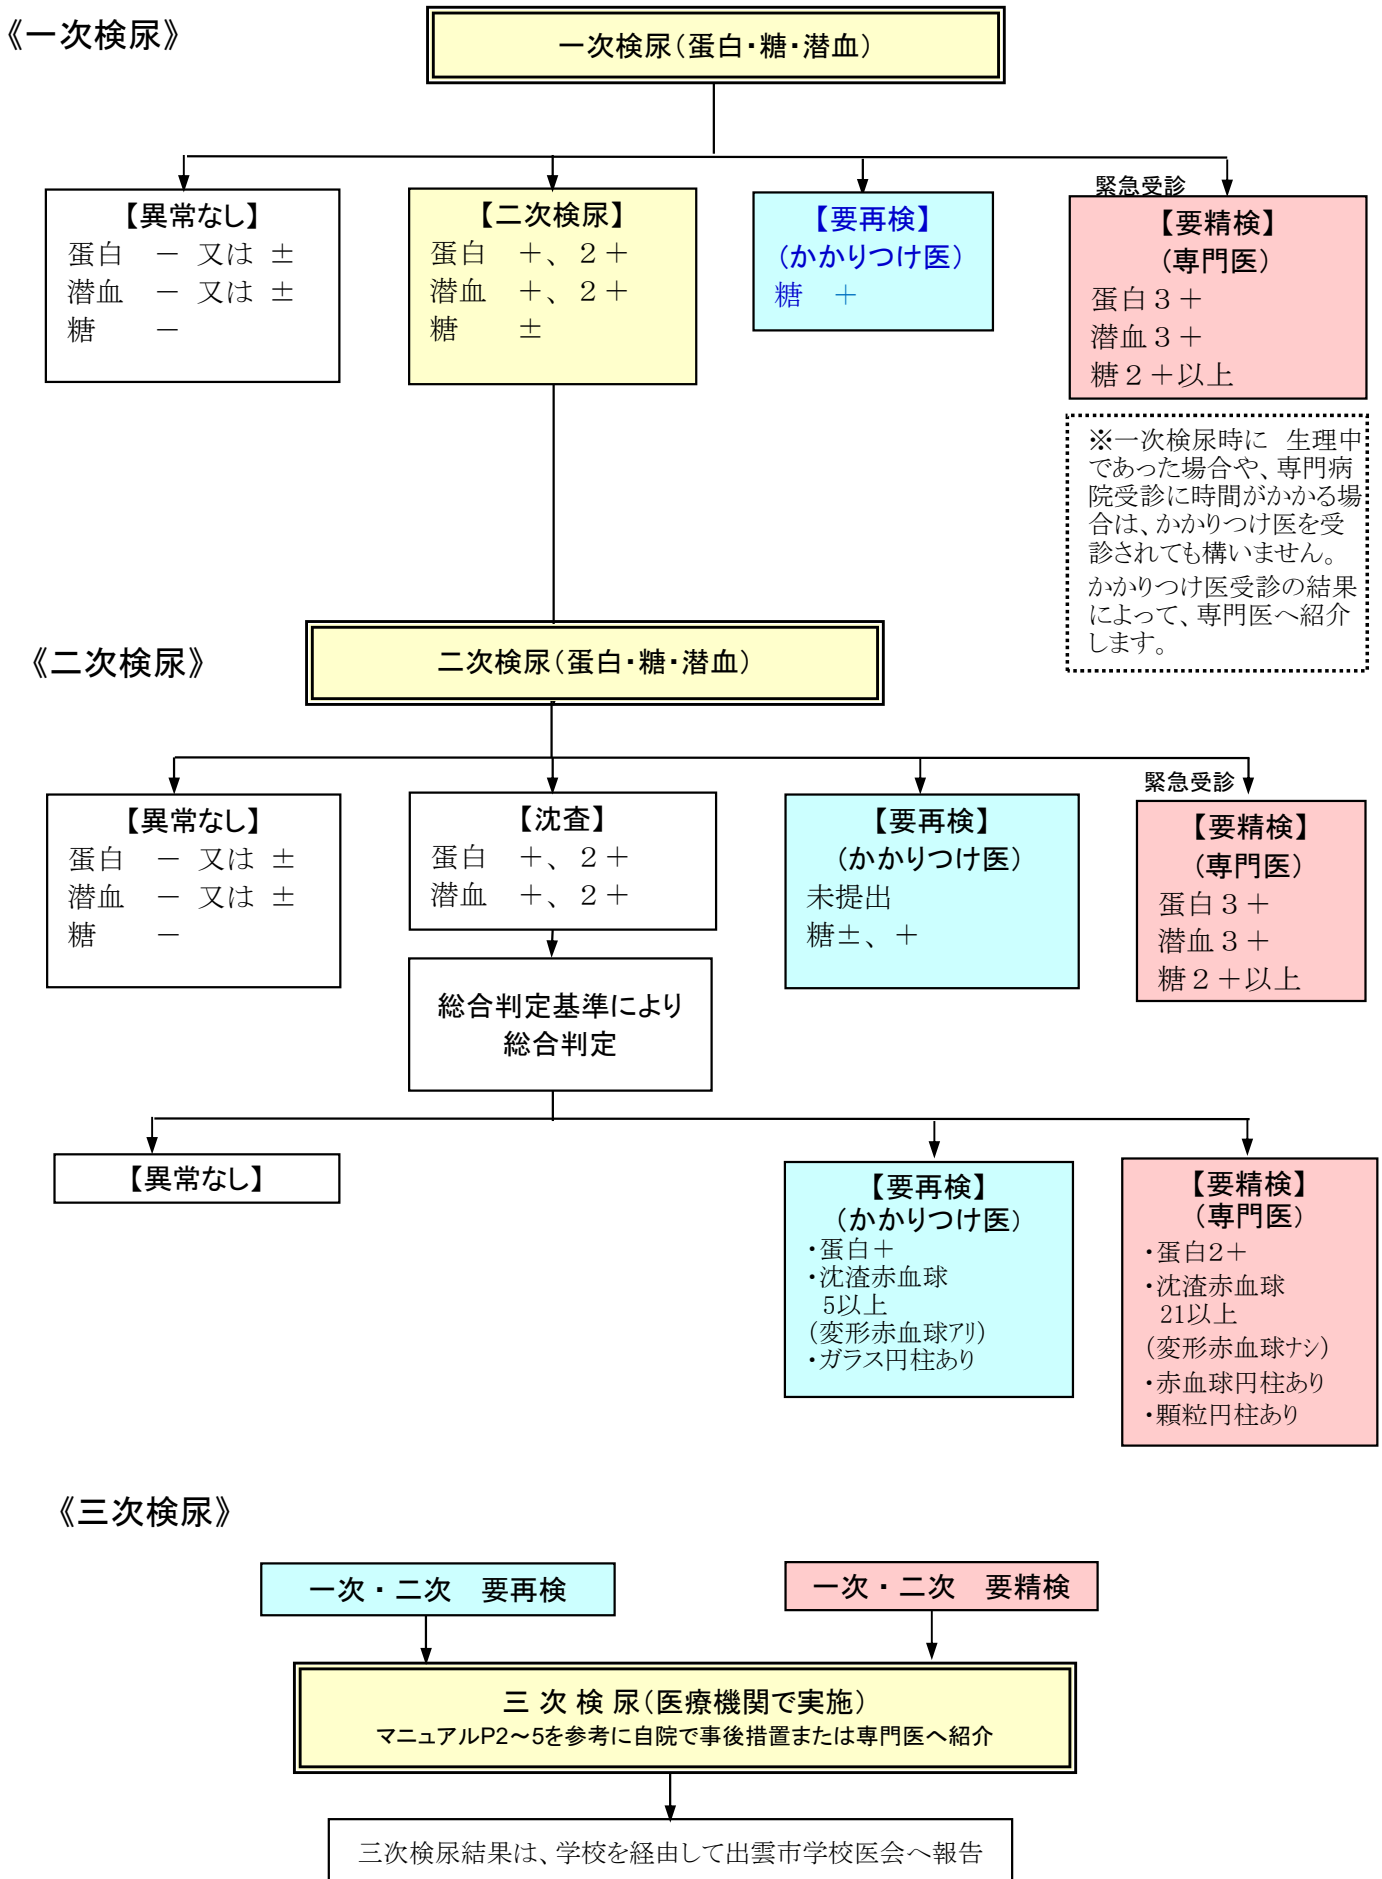 《一次検尿》
一次検尿（蛋白・糖・潜血）
【異常なし】
蛋白　－ 又は ±
潜血　－ 又は ±
糖　　－
【二次検尿】
蛋白　＋、２＋
潜血　＋、２＋
糖　　±
【要再検】
（かかりつけ医）
糖　＋
緊急受診
【要精検】
（専門医）
蛋白３＋
潜血３＋
糖２＋以上
※一次検尿時に　生理中
であった場合や、専門病
院受診に時間がかかる場
合は、かかりつけ医を受
診されても構いません。
かかりつけ医受診の結果
によって、専門医へ紹介
します。
《二次検尿》
二次検尿（蛋白・糖・潜血）
【異常なし】
蛋白　－ 又は ±
潜血　－ 又は ±
糖　　－
【沈査】
蛋白　＋、２＋
潜血　＋、２＋
【要再検】
（かかりつけ医）
未提出
糖±、＋
緊急受診
【要精検】
（専門医）
蛋白３＋
潜血３＋
糖２＋以上
総合判定基準により
総合判定
【異常なし】
【要再検】
（かかりつけ医）
・蛋白＋
・沈渣赤血球
5以上
（変形赤血球ｱﾘ）
・ガラス円柱あり
【要精検】
（専門医）
・蛋白2＋
・沈渣赤血球
21以上
（変形赤血球ﾅｼ）
・赤血球円柱あり
・顆粒円柱あり
《三次検尿》
一次・二次　要再検
一次・二次　要精検
三 次 検 尿（医療機関で実施）
マニュアルP2～5を参考に自院で事後措置または専門医へ紹介
三次検尿結果は、学校を経由して出雲市学校医会へ報告